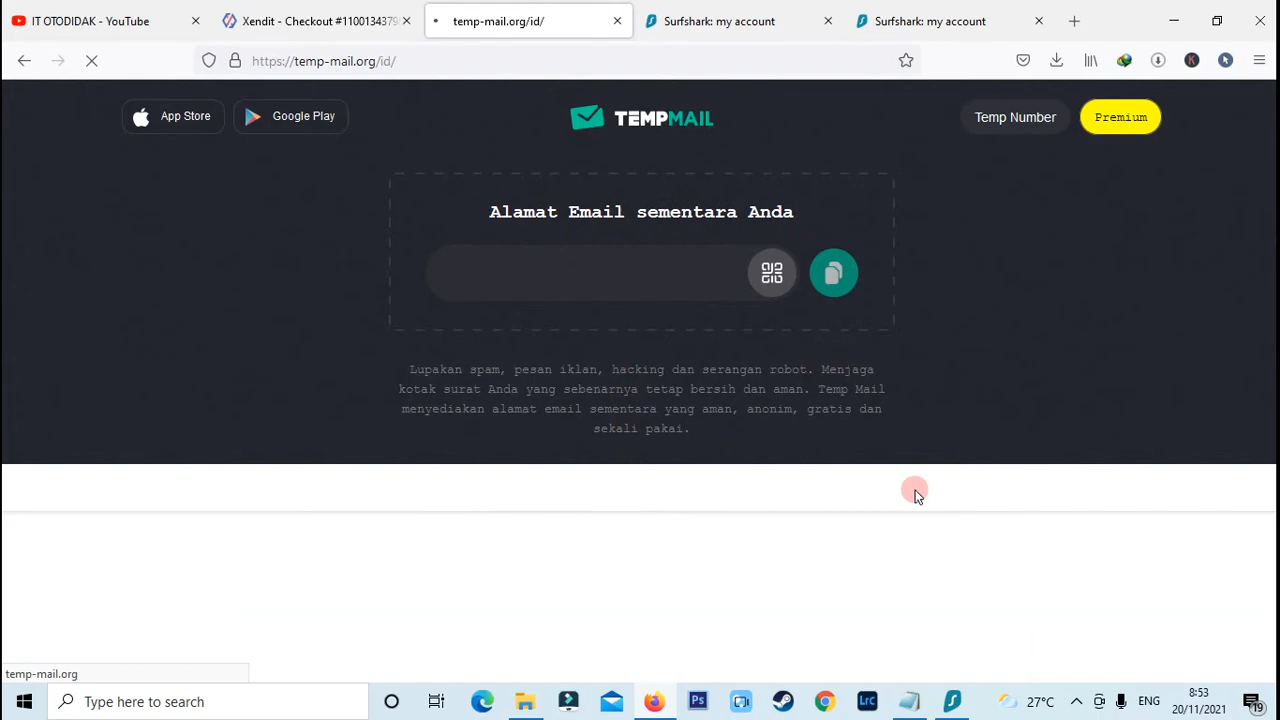 IT OTODIDAK - YouTube
Xendit - Checkout #1100134379
temp-mail.org/id/
Surfshark: my account
Surfshark: my account
https://temp-mail.org/id/
App Store
Google Play
TEMPMAIL
Temp Number
Premium
Alamat Email sementara Anda
Lupakan spam, pesan iklan, hacking dan serangan robot. Menjaga
kotak surat Anda yang sebenarnya tetap bersih dan aman. Temp Mail
menyediakan alamat email sementara yang aman, anonim, gratis dan
sekali pakai.
temp-mail.org
Type here to search
Ps
LrC
27°C
ENG
8:53
20/11/2021
19